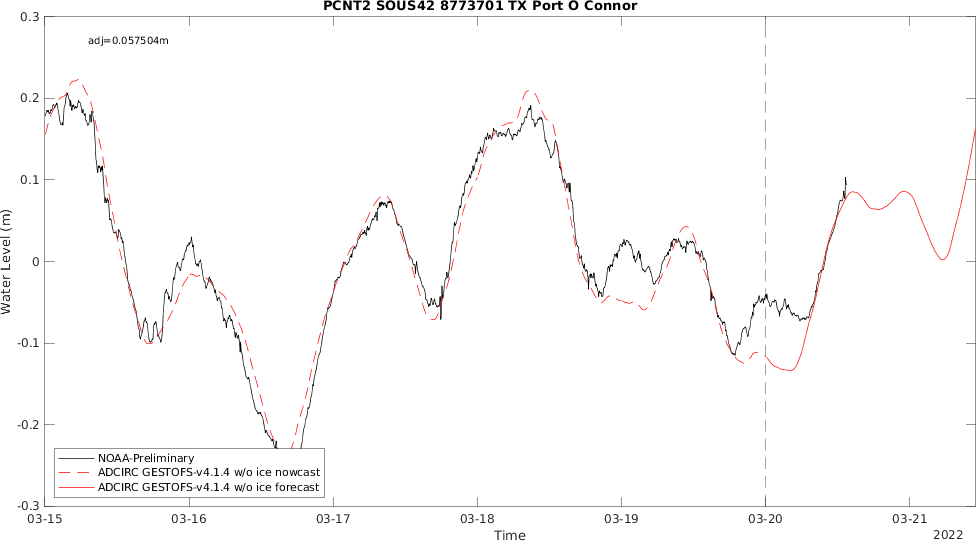 PCNT2 SOUS42 8773701 TX Port O Connor
adj=0.057504m
0.3
0.2
0.1
0
-0.1
-0.2
-0.3
Water Level (m)
NOAA-Preliminary
ADCIRC GESTOFS-v4.1.4 w/o ice nowcast
ADCIRC GESTOFS-v4.1.4 w/o ice forecast
03-15 03-16 03-17 03-18 03-19 03-20 03-21
Time
2022